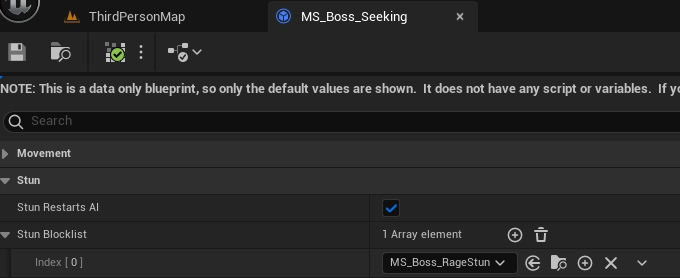 ThirdPersonMap
MS_Boss_Seeking
NOTE: This is a data only blueprint, so only the default values are shown. It does not have any script or variables. If
Search
Movement
Stun
Stun Restarts AI
Stun Blocklist
1 Array element
Index [ 0 ]
MS_Boss_RageStun